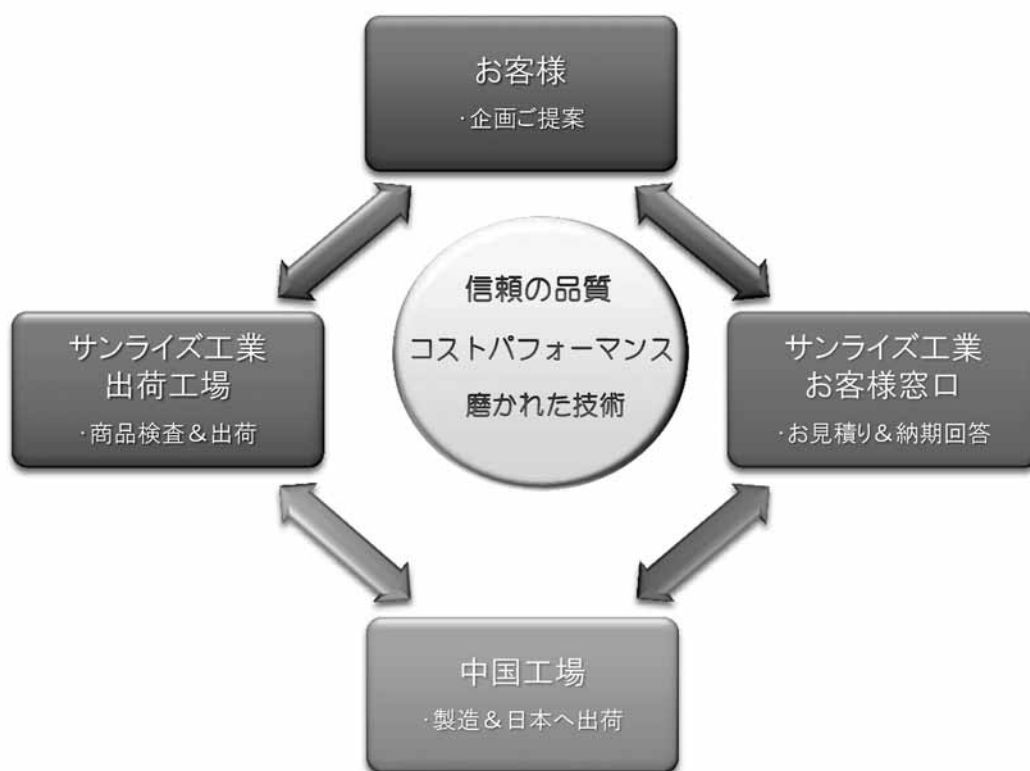 お客様
・企画ご提案
信頼の品質
コストパフォーマンス
磨かれた技術
サンライズ工業
出荷工場
・商品検査&出荷
サンライズ工業
お客様窓口
・お見積り&納期回答
中国工場
・製造&日本へ出荷